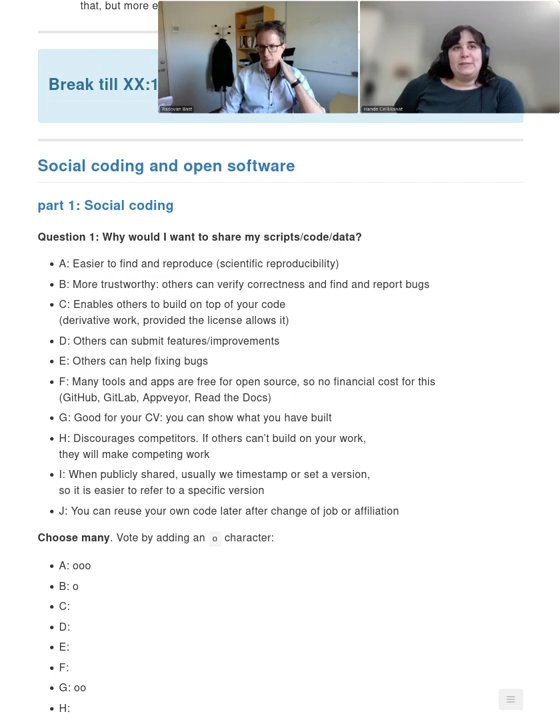 that, but more e
Break till XX:1
Radovan Bast
Social coding and open software
part 1: Social coding
Question 1: Why would I want to share my scripts/code/data?
A: Easier to find and reproduce (scientific reproducibility)
B: More trustworthy: others can verify correctness and find and report bugs
C: Enables others to build on top of your code
(derivative work, provided the license allows it)
D: Others can submit features/improvements
E: Others can help fixing bugs
F: Many tools and apps are free for open source, so no financial cost for this
(GitHub, GitLab, Appveyor, Read the Docs)
G: Good for your CV: you can show what you have built
H: Discourages competitors. If others can’t build on your work,
they will make competing work
I: When publicly shared, usually we timestamp or set a version,
so it is easier to refer to a specific version
J: You can reuse your own code later after change of job or affiliation
Choose many. Vote by adding an o character:
A: ooo
B: o
C:
D:
E:
F:
G: oo
H: